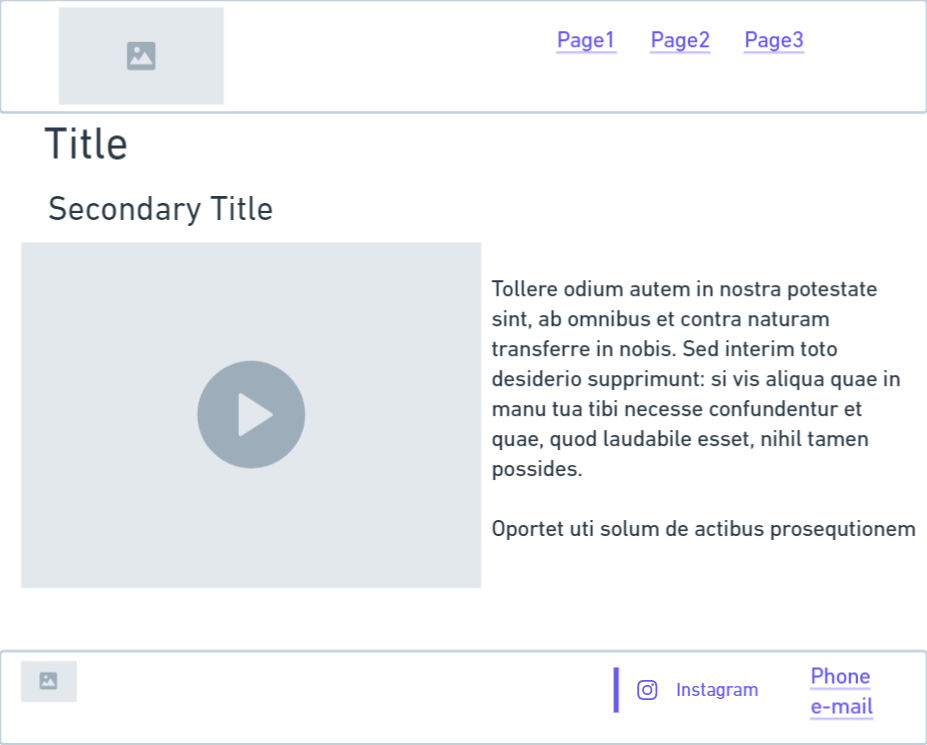 Page1 Page2 Page3
Title
Secondary Title
Tollere odium autem in nostra potestate
sint, ab omnibus et contra naturam
transferre in nobis. Sed interim toto
desiderio supprimunt: si vis aliqua quae in
manu tua tibi necesse confundentur et
quae, quod laudabile esset, nihil tamen
possides.
Oportet uti solum de actibus prosequtionem
Instagram
Phone
e-mail